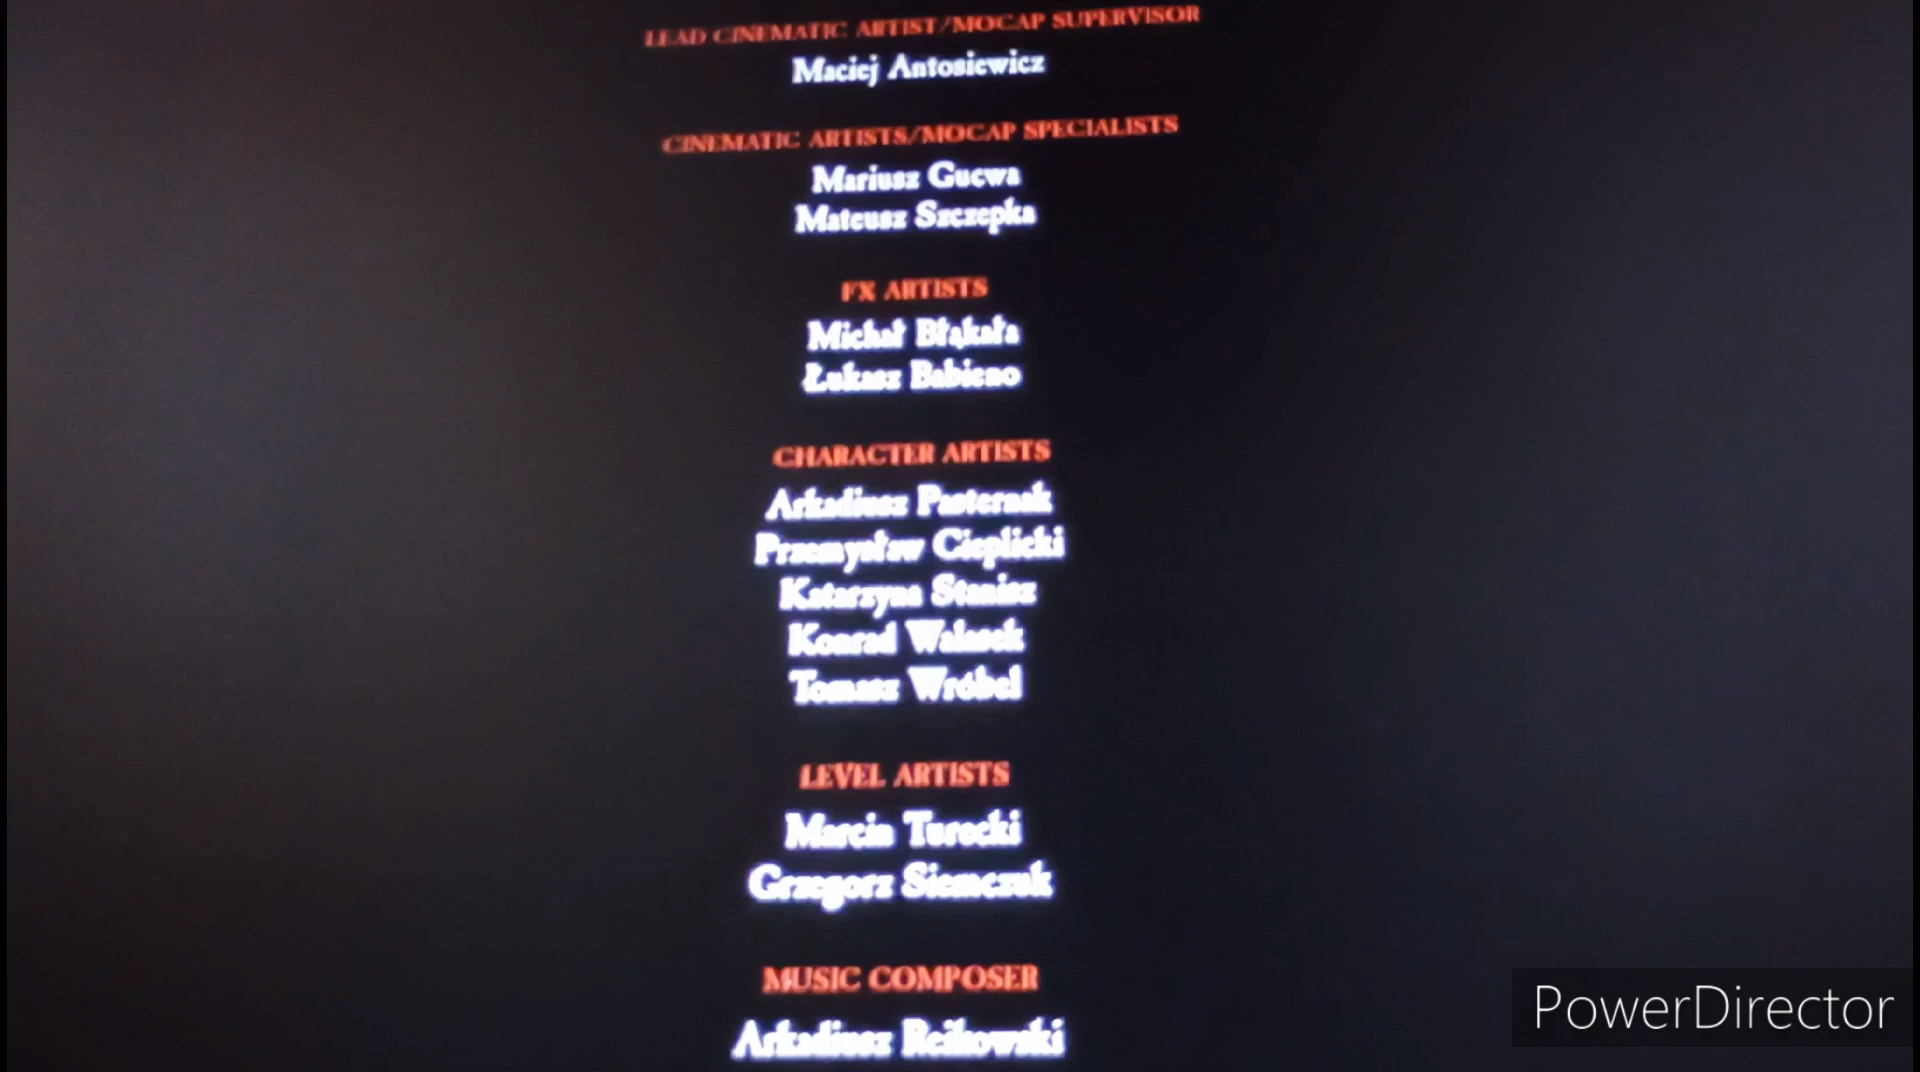 LEAD CINEMATIC ARTIST/MOCAP SUPERVISOR
Maciej Antosiewicz
CINEMATIC ARTISTS/MOCAP SPECIALISTS
Mariusz Gucwa
Mateusz Szczepka
FX ARTISTS
Michał Błąkała
Łukasz Babieno
CHARACTER ARTISTS
Arkadiusz Pasternak
Przemysław Cieplicki
Katarzyna Stanisz
Konrad Walasek
Tomasz Wróbel
LEVEL ARTISTS
Marcin Turecki
Grzegorz Siemczuk
MUSIC COMPOSER
Arkadiusz Reikowski
PowerDirector